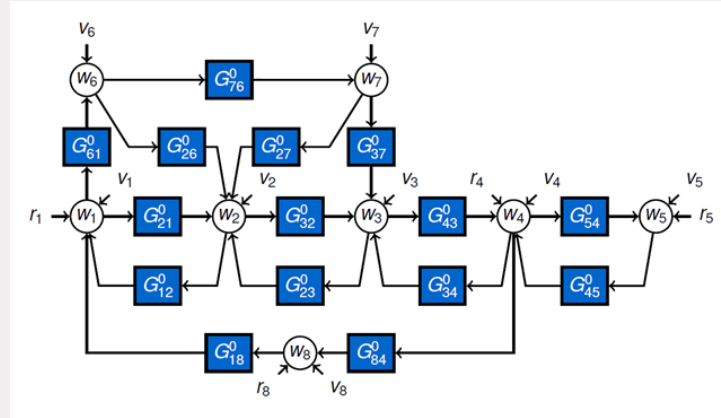 v₆ v₇
w₆ G⁰₇₆ w₇
G⁰₆₁ G⁰₂₆ G⁰₂₇ G⁰₃₇
v₁ v₂ v₃ r₄ v₄ v₅
r₁ w₁ G⁰₂₁ w₂ G⁰₃₂ w₃ G⁰₄₃ w₄ G⁰₅₄ w₅ r₅
G⁰₁₂ G⁰₂₃ G⁰₃₄ G⁰₄₅
G⁰₁₈ w₈ G⁰₈₄
r₈ v₈